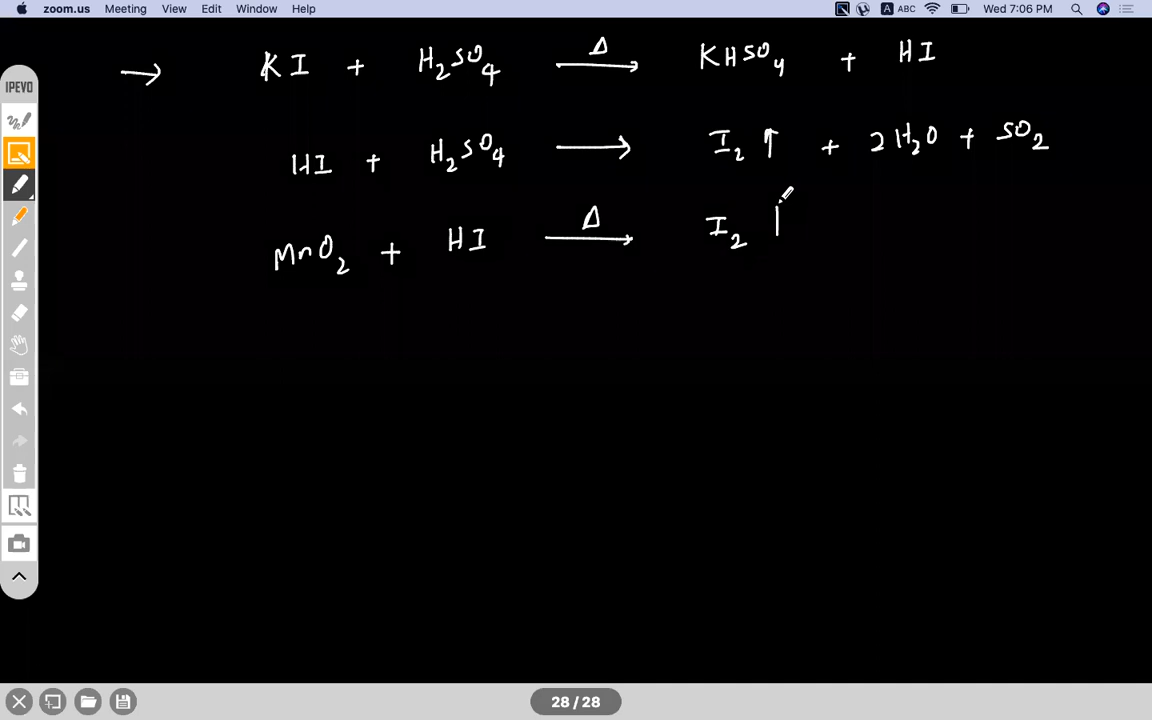 zoom.us Meeting View Edit Window Help A ABC Wed 7:06 PM
IPEVO
→ KI + H₂SO₄ —Δ→ KHSO₄ + HI
HI + H₂SO₄ → I₂ ↑ + 2H₂O + SO₂
MnO₂ + HI —Δ→ I₂
28 / 28